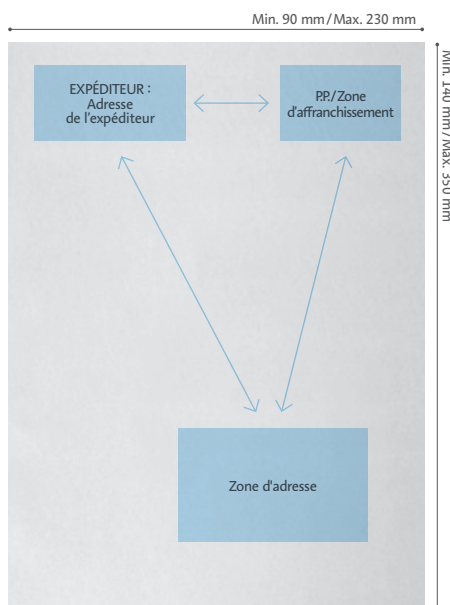 Min. 90 mm/Max. 230 mm
EXPÉDITEUR :
Adresse
de l'expéditeur
P.P./Zone
d'affranchissement
Min. 140 mm/Max. 350 mm
Zone d'adresse